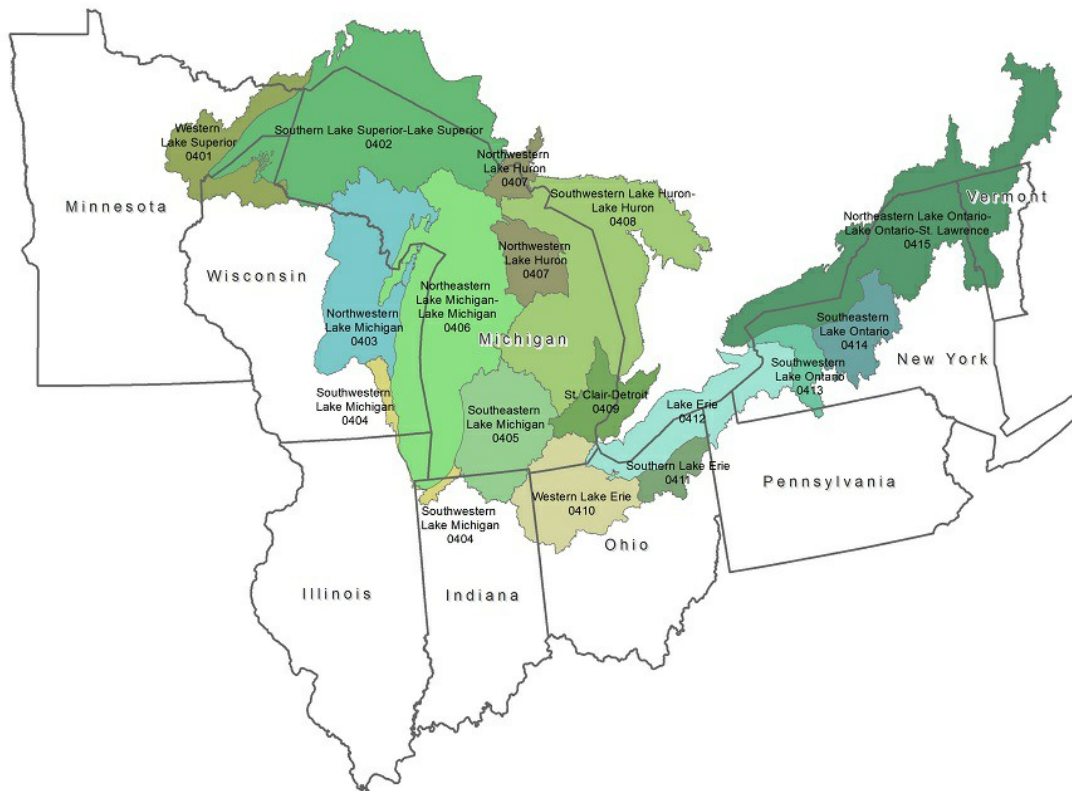 Western
Lake Superior
0401
Southern Lake Superior-Lake Superior
0402
Northwestern
Lake Huron
0407
Southwestern Lake Huron-
Lake Huron
0408
Minnesota
Vermont
Northeastern Lake Ontario-
Lake Ontario-St. Lawrence
0415
Wisconsin
Northwestern
Lake Huron
0407
Northeastern
Lake Michigan-
Lake Michigan
0406
Northwestern
Lake Michigan
0403
Michigan
Southeastern
Lake Ontario
0414
New York
Southwestern
Lake Ontario
0413
Southwestern
Lake Michigan
0404
Southeastern
Lake Michigan
0405
St. Clair-Detroit
0409
Lake Erie
0412
Southern Lake Erie
0411
Pennsylvania
Western Lake Erie
0410
Southwestern
Lake Michigan
0404
Ohio
Illinois
Indiana